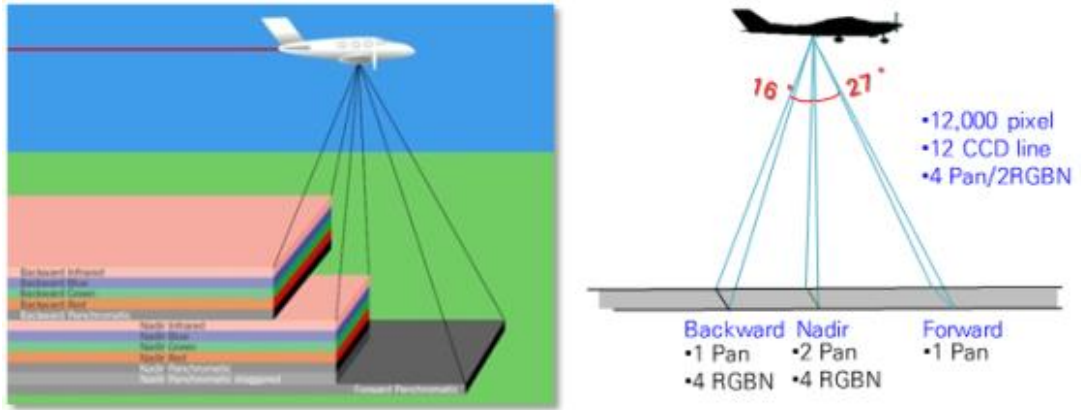 Backward Infrared
Backward Blue
Backward Green
Backward Red
Backward Panchromatic
Nadir Infrared
Nadir Blue
Nadir Green
Nadir Red
Nadir Panchromatic
Nadir Panchromatic staggered
Forward Panchromatic
16° 27°
•12,000 pixel
•12 CCD line
•4 Pan/2RGBN
Backward Nadir Forward
•1 Pan •2 Pan •1 Pan
•4 RGBN •4 RGBN